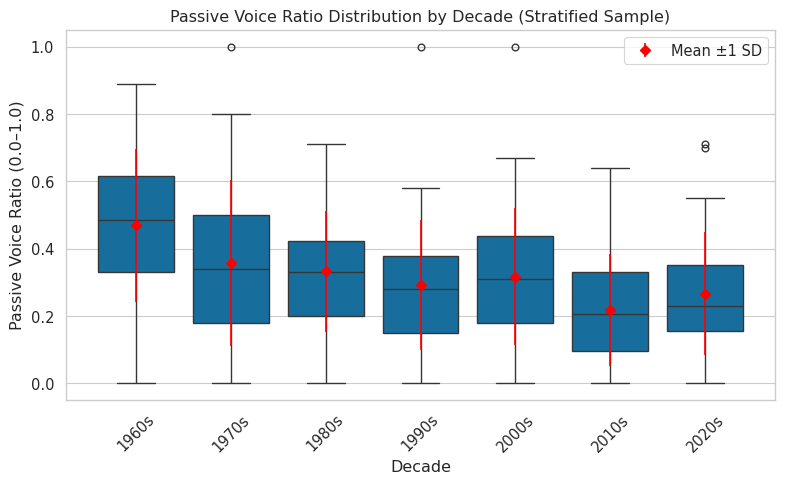 Passive Voice Ratio Distribution by Decade (Stratified Sample)
Mean ±1 SD
Passive Voice Ratio (0.0–1.0)
1.0
0.8
0.6
0.4
0.2
0.0
1960s
1970s
1980s
1990s
2000s
2010s
2020s
Decade